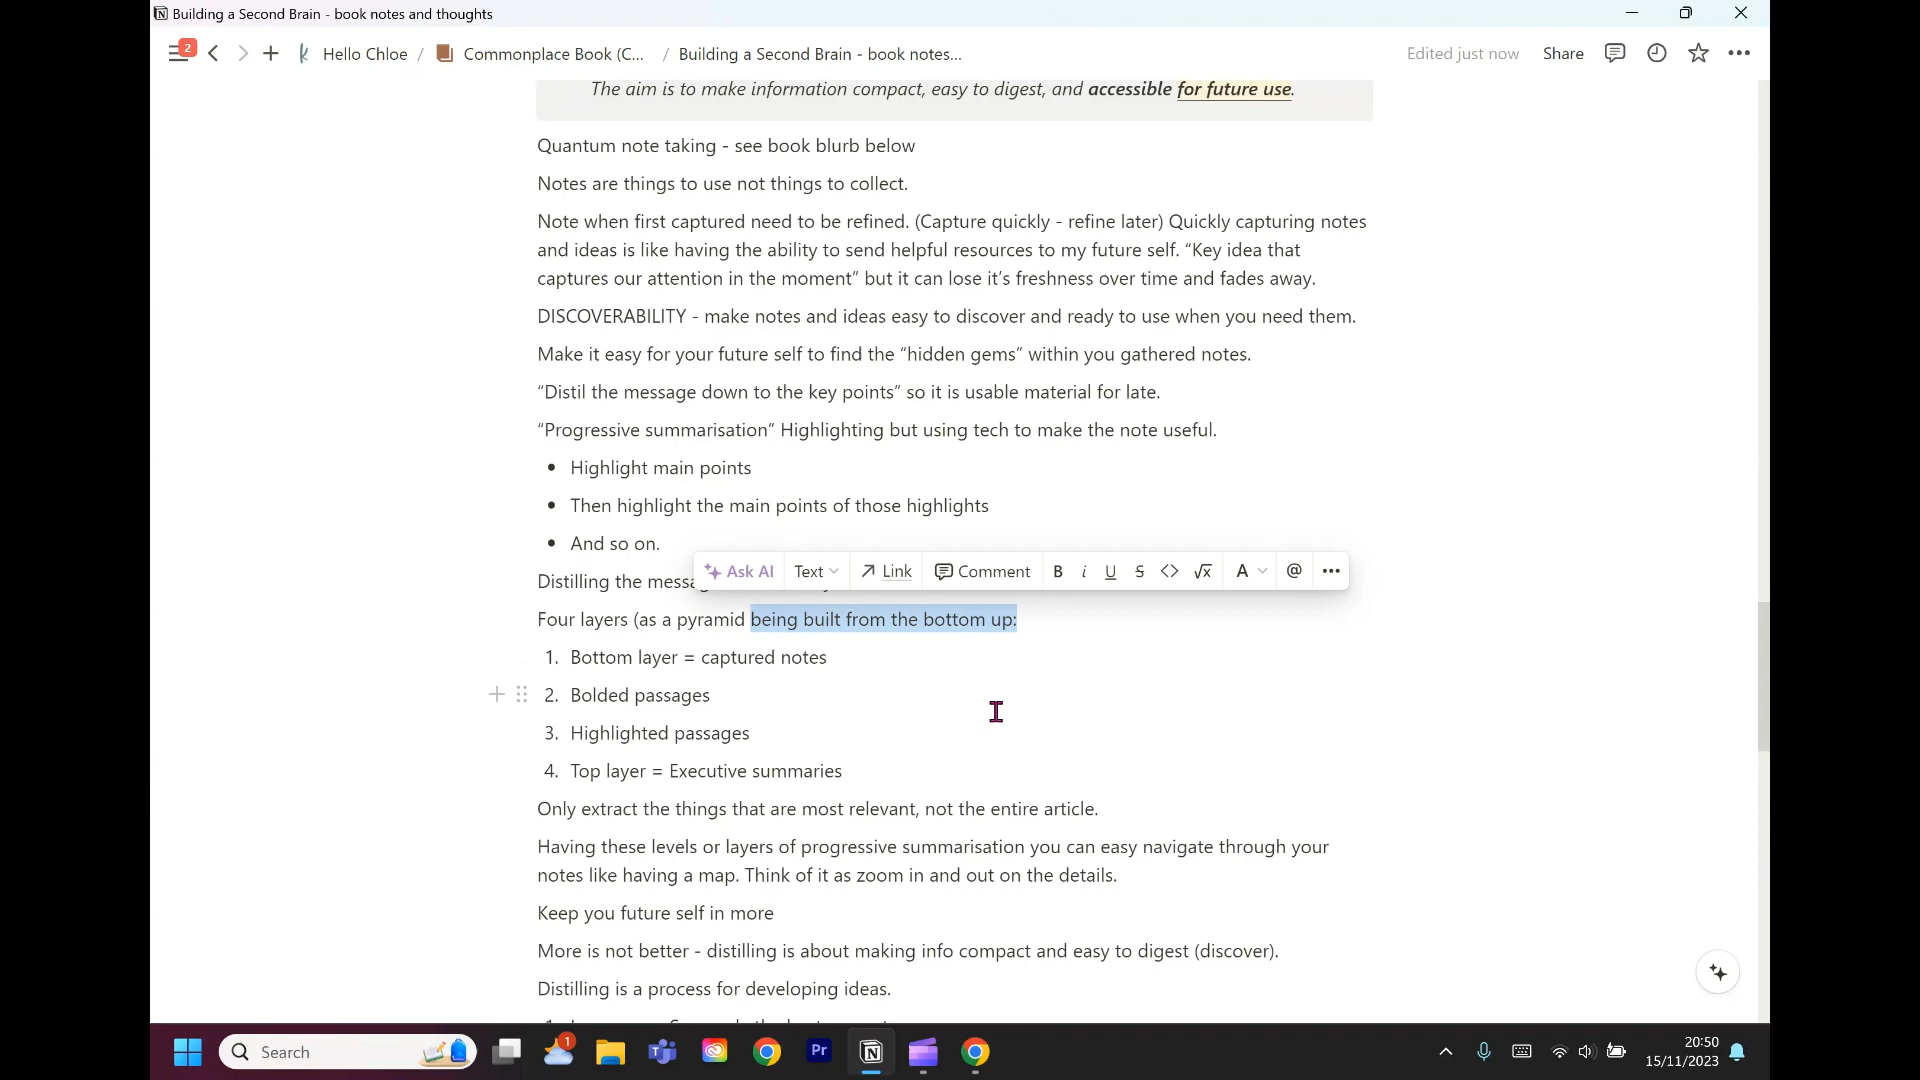 Building a Second Brain - book notes and thoughts
2
Hello Chloe / Commonplace Book (C... / Building a Second Brain - book notes...
Edited just now Share
The aim is to make information compact, easy to digest, and accessible for future use.
Quantum note taking - see book blurb below
Notes are things to use not things to collect.
Note when first captured need to be refined. (Capture quickly - refine later) Quickly capturing notes
and ideas is like having the ability to send helpful resources to my future self. “Key idea that
captures our attention in the moment” but it can lose it’s freshness over time and fades away.
DISCOVERABILITY - make notes and ideas easy to discover and ready to use when you need them.
Make it easy for your future self to find the “hidden gems” within you gathered notes.
“Distil the message down to the key points” so it is usable material for late.
“Progressive summarisation” Highlighting but using tech to make the note useful.
• Highlight main points
• Then highlight the main points of those highlights
• And so on.
Ask AI Text Link Comment B i U S <> √x A @ •••
Distilling the messa
Four layers (as a pyramid being built from the bottom up:
1. Bottom layer = captured notes
2. Bolded passages
3. Highlighted passages
4. Top layer = Executive summaries
Only extract the things that are most relevant, not the entire article.
Having these levels or layers of progressive summarisation you can easy navigate through your
notes like having a map. Think of it as zoom in and out on the details.
Keep you future self in more
More is not better - distilling is about making info compact and easy to digest (discover).
Distilling is a process for developing ideas.
Search
1
Pr
20:50
15/11/2023